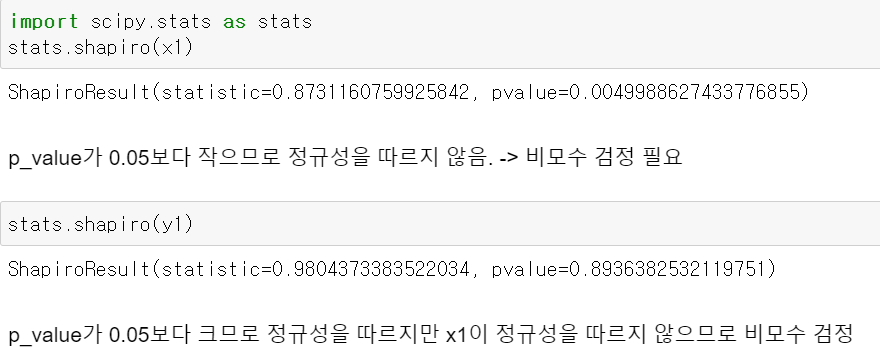 import scipy.stats as stats
stats.shapiro(x1)
ShapiroResult(statistic=0.8731160759925842, pvalue=0.0049988627433776855)
p_value가 0.05보다 작으므로 정규성을 따르지 않음. -> 비모수 검정 필요
stats.shapiro(y1)
ShapiroResult(statistic=0.9804373383522034, pvalue=0.8936382532119751)
p_value가 0.05보다 크므로 정규성을 따르지만 x1이 정규성을 따르지 않으므로 비모수 검정